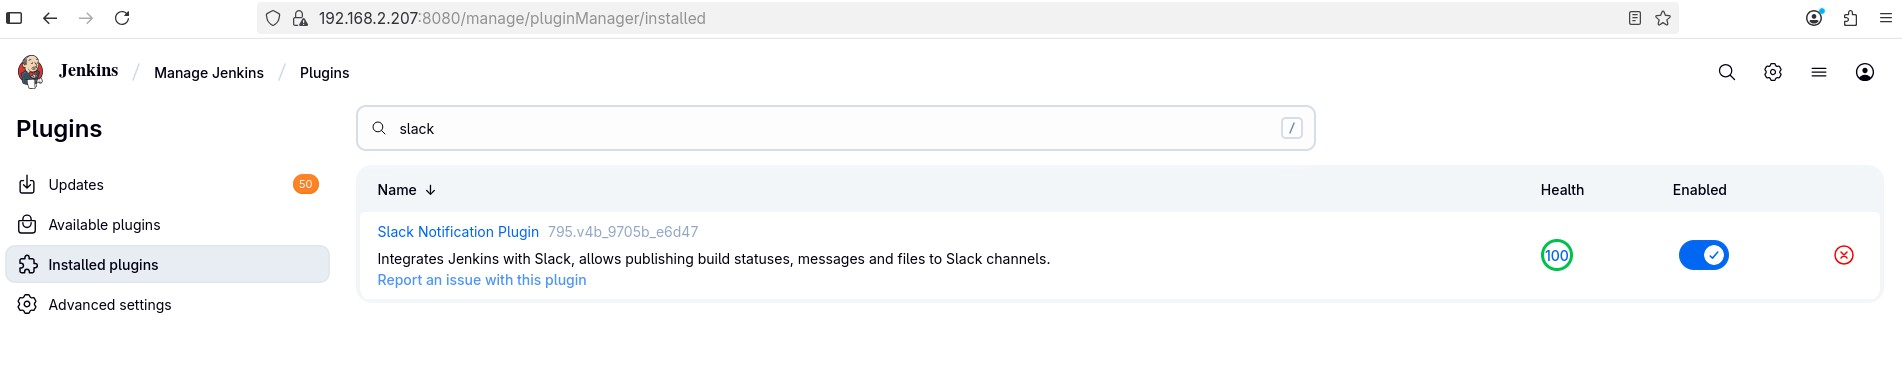 192.168.2.207:8080/manage/pluginManager/installed
Jenkins / Manage Jenkins / Plugins
Plugins
slack
/
Updates
50
Available plugins
Installed plugins
Advanced settings
Name Health Enabled
Slack Notification Plugin 795.v4b_9705b_e6d47
Integrates Jenkins with Slack, allows publishing build statuses, messages and files to Slack channels.
Report an issue with this plugin
100